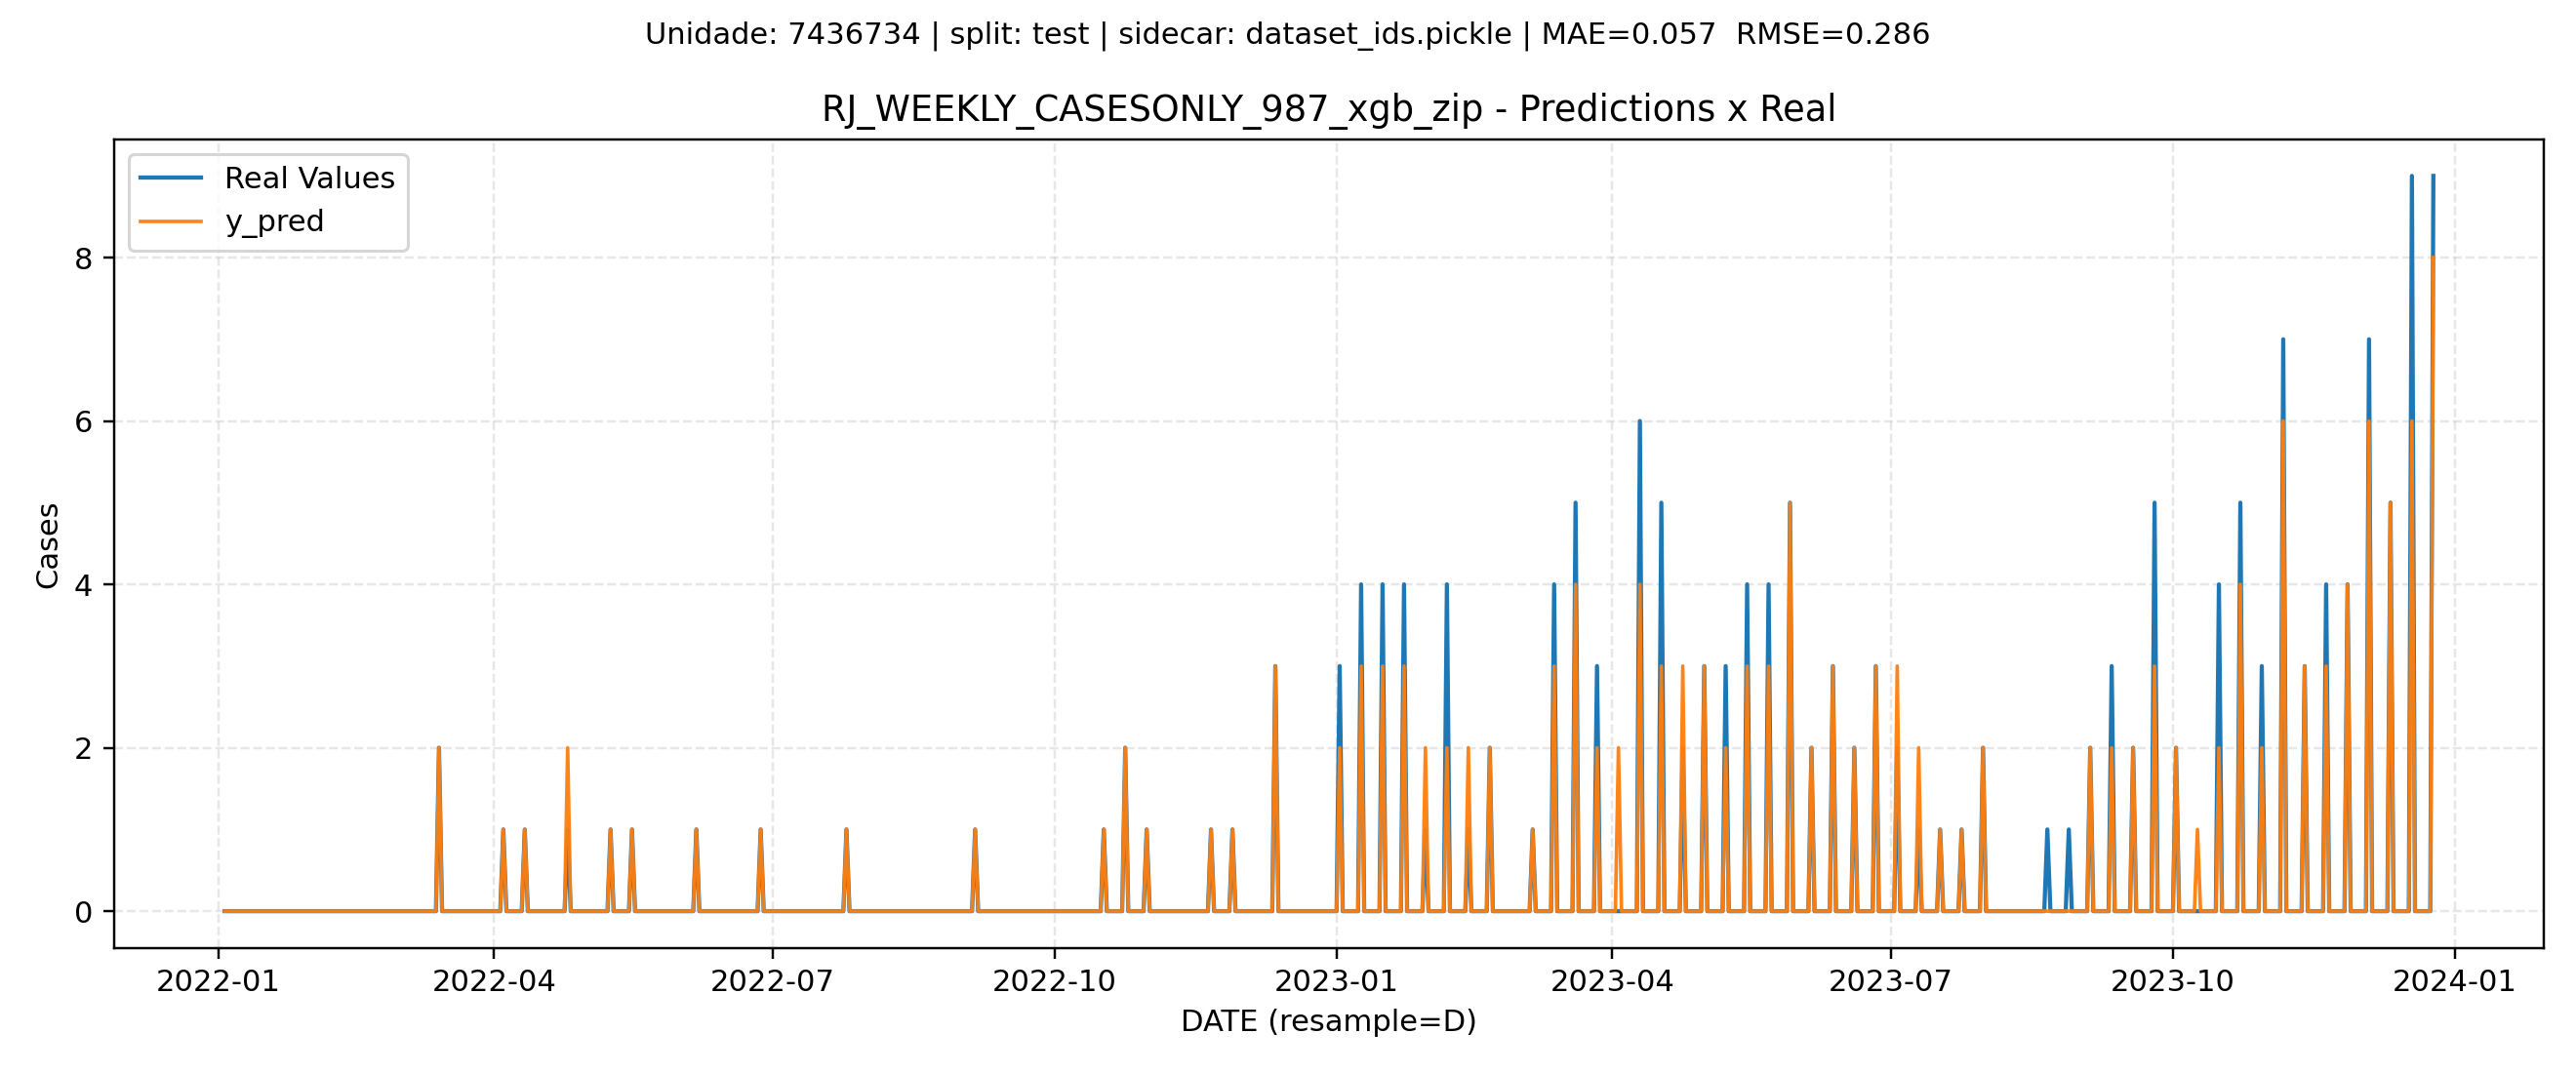 Unidade: 7436734 | split: test | sidecar: dataset_ids.pickle | MAE=0.057  RMSE=0.286
RJ_WEEKLY_CASESONLY_987_xgb_zip - Predictions x Real
Real Values
y_pred
8
6
4
2
0
Cases
2022-01
2022-04
2022-07
2022-10
2023-01
2023-04
2023-07
2023-10
2024-01
DATE (resample=D)